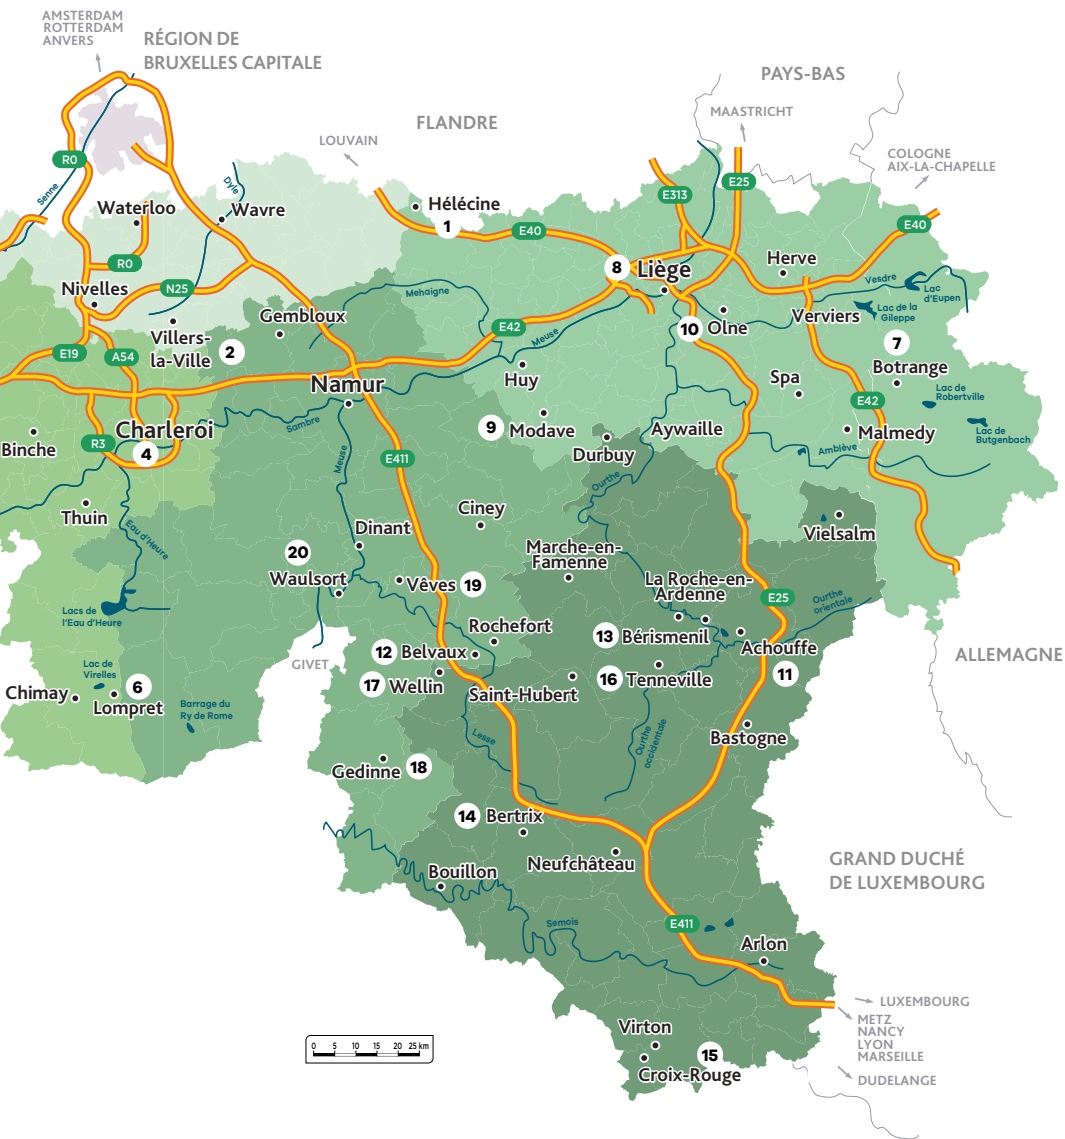 AMSTERDAM
ROTTERDAM
ANVERS
RÉGION DE
BRUXELLES CAPITALE
PAYS-BAS
MAASTRICHT
FLANDRE
LOUVAIN
COLOGNE
AIX-LA-CHAPELLE
R0
Senne
Dyle
E313
E25
Waterloo
Wavre
Hélécine
1
E40
E40
R0
8
Liège
Herve
Vesdre
Lac
d'Eupen
Nivelles
N25
Mehaigne
Lac de la
Gileppe
Gembloux
Verviers
Villers-
la-Ville
2
E42
Meuse
10
Olne
7
Botrange
E19
A54
Namur
Huy
Spa
Lac de
Robertville
E42
Charleroi
Sambre
9
Modave
Aywaille
Malmedy
Lac de
Butgenbach
Binche
R3
4
Meuse
E411
Durbuy
Amblève
Ourthe
Thuin
Eau d'Heure
Ciney
Dinant
Vielsalm
20
Waulsort
Marche-en-
Famenne
Vêves
19
La Roche-en-
Ardenne
E25
Ourthe
orientale
Lacs de
l'Eau d'Heure
Rochefort
13
Bérismenil
12
Belvaux
Achouffe
GIVET
ALLEMAGNE
Lac de
Virelles
17
Wellin
16
Tenneville
11
Chimay
6
Lompret
Saint-Hubert
Barrage du
Ry de Rome
Lesse
Ourthe
occidentale
Bastogne
Gedinne
18
14
Bertrix
Neufchâteau
GRAND DUCHÉ
DE LUXEMBOURG
Bouillon
Semois
E411
Arlon
LUXEMBOURG
METZ
NANCY
LYON
MARSEILLE
DUDELANGE
Virton
15
Croix-Rouge
0 5 10 15 20 25 km